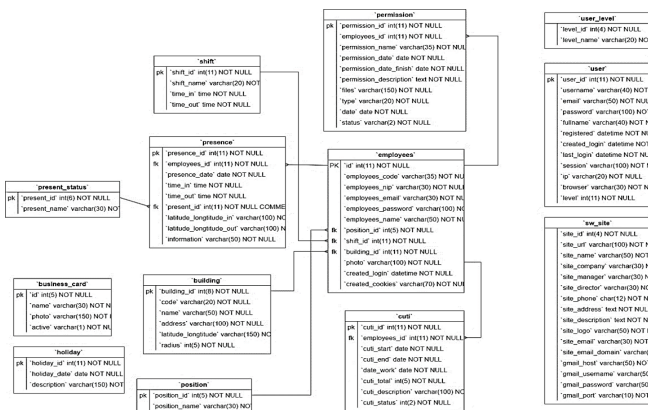 `permission`
pk `permission_id` int(11) NOT NULL
`employees_id` int(11) NOT NULL
`permission_name` varchar(35) NOT NUL
`permission_date` date NOT NULL
`permission_date_finish` date NOT NULL
`permission_description` text NOT NULL
`files` varchar(150) NOT NULL
`type` varchar(20) NOT NULL
`date` date NOT NULL
`status` varchar(2) NOT NULL
`user_level`
`level_id` int(4) NOT NULL
`level_name` varchar(20) NO
`shift`
pk `shift_id` int(11) NOT NULL
`shift_name` varchar(20) NOT
`time_in` time NOT NULL
`time_out` time NOT NULL
`user`
pk `user_id` int(11) NOT NULL
`username` varchar(40) NOT
`email` varchar(50) NOT NUL
`password` varchar(100) NO
`fullname` varchar(40) NOT N
`registered` datetime NOT NU
`created_login` datetime NOT
`last_login` datetime NOT NU
`session` varchar(100) NOT
`ip` varchar(20) NOT NULL
`browser` varchar(30) NOT N
`level` int(11) NOT NULL
`presence`
pk `presence_id` int(11) NOT NULL
fk `employees_id` int(11) NOT NULL
`presence_date` date NOT NULL
`time_in` time NOT NULL
`time_out` time NOT NULL
fk `present_id` int(11) NOT NULL COMME
`latitude_longtitude_in` varchar(100) NO
`latitude_longtitude_out` varchar(100) N
`information` varchar(50) NOT NULL
`employees`
PK `id` int(11) NOT NULL
`employees_code` varchar(35) NOT NU
`employees_nip` varchar(30) NOT NUL
`employees_email` varchar(30) NOT NU
`employees_password` varchar(100) N
`employees_name` varchar(50) NOT NU
fk `position_id` int(5) NOT NULL
fk `shift_id` int(11) NOT NULL
fk `building_id` int(11) NOT NULL
`photo` varchar(100) NOT NULL
`created_login` datetime NOT NULL
`created_cookies` varchar(70) NOT NU
`present_status`
pk `present_id` int(6) NOT NULL
`present_name` varchar(30) NO
`sw_site`
`site_id` int(4) NOT NULL
`site_url` varchar(100) NOT N
`site_name` varchar(50) NOT
`site_company` varchar(30) N
`site_manager` varchar(30) N
`site_director` varchar(30) NO
`site_phone` char(12) NOT N
`site_address` text NOT NULL
`site_description` text NOT N
`site_logo` varchar(50) NOT
`site_email` varchar(30) NOT
`site_email_domain` varchar(
`gmail_host` varchar(50) NO
`gmail_username` varchar(50
`gmail_password` varchar(50
`gmail_port` varchar(10) NOT
`business_card`
pk `id` int(5) NOT NULL
`name` varchar(30) NOT N
`photo` varchar(150) NOT
`active` varchar(1) NOT NU
`building`
pk `building_id` int(8) NOT NULL
`code` varchar(20) NOT NULL
`name` varchar(50) NOT NULL
`address` varchar(100) NOT NULL
`latitude_longtitude` varchar(150) NO
`radius` int(5) NOT NULL
`cuti`
pk `cuti_id` int(11) NOT NULL
fk `employees_id` int(11) NOT NULL
`cuti_start` date NOT NULL
`cuti_end` date NOT NULL
`date_work` date NOT NULL
`cuti_total` int(5) NOT NULL
`cuti_description` varchar(100) NO
`cuti_status` int(2) NOT NULL
`holiday`
pk `holiday_id` int(11) NOT NULL
`holiday_date` date NOT NULL
`description` varchar(150) NOT
`position`
pk `position_id` int(5) NOT NULL
`position_name` varchar(30) NO